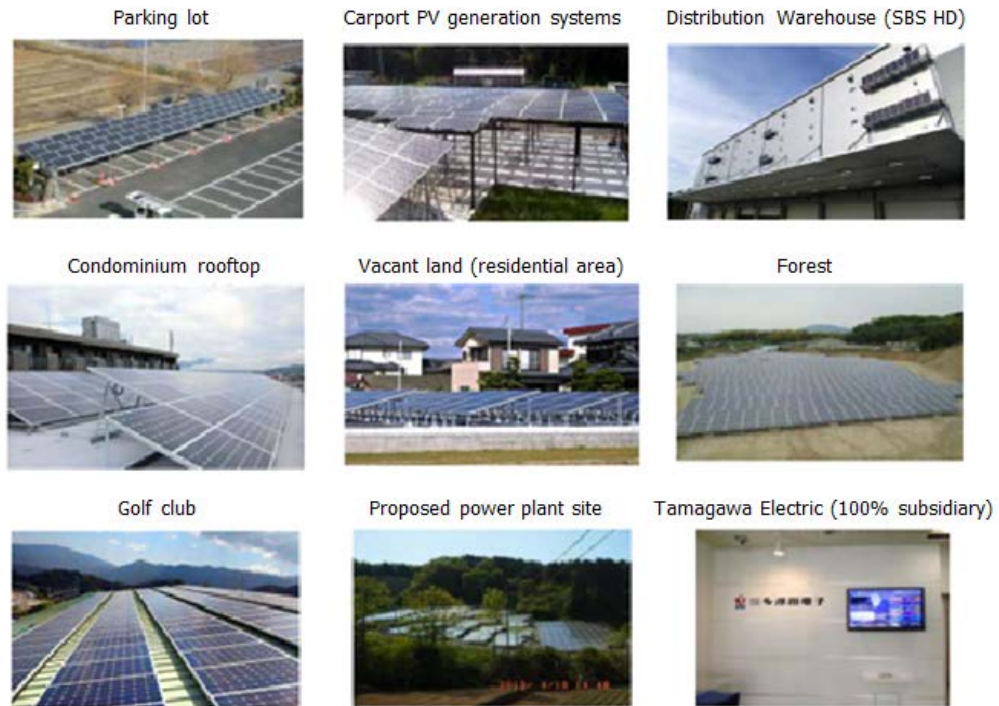 Parking lot
Carport PV generation systems
Distribution Warehouse (SBS HD)
Condominium rooftop
Vacant land (residential area)
Forest
Golf club
Proposed power plant site
Tamagawa Electric (100% subsidiary)